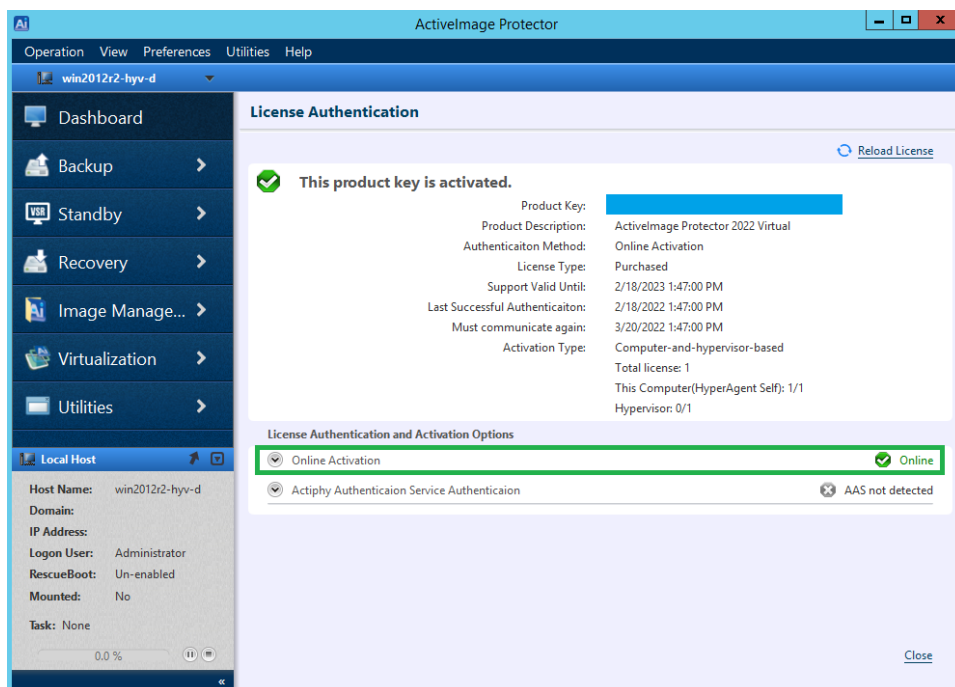 Ai
ActiveImage Protector
Operation View Preferences Utilities Help
win2012r2-hyv-d
Dashboard
Backup
VSB Standby
Recovery
Ai Image Manage...
Virtualization
Utilities
Local Host
Host Name: win2012r2-hyv-d
Domain:
IP Address:
Logon User: Administrator
RescueBoot: Un-enabled
Mounted: No
Task: None
0.0 %
«
License Authentication
Reload License
This product key is activated.
Product Key:
Product Description: ActiveImage Protector 2022 Virtual
Authenticaiton Method: Online Activation
License Type: Purchased
Support Valid Until: 2/18/2023 1:47:00 PM
Last Successful Authenticaiton: 2/18/2022 1:47:00 PM
Must communicate again: 3/20/2022 1:47:00 PM
Activation Type: Computer-and-hypervisor-based
Total license: 1
This Computer(HyperAgent Self): 1/1
Hypervisor: 0/1
License Authentication and Activation Options
Online Activation Online
Actiphy Authenticaion Service Authenticaion AAS not detected
Close